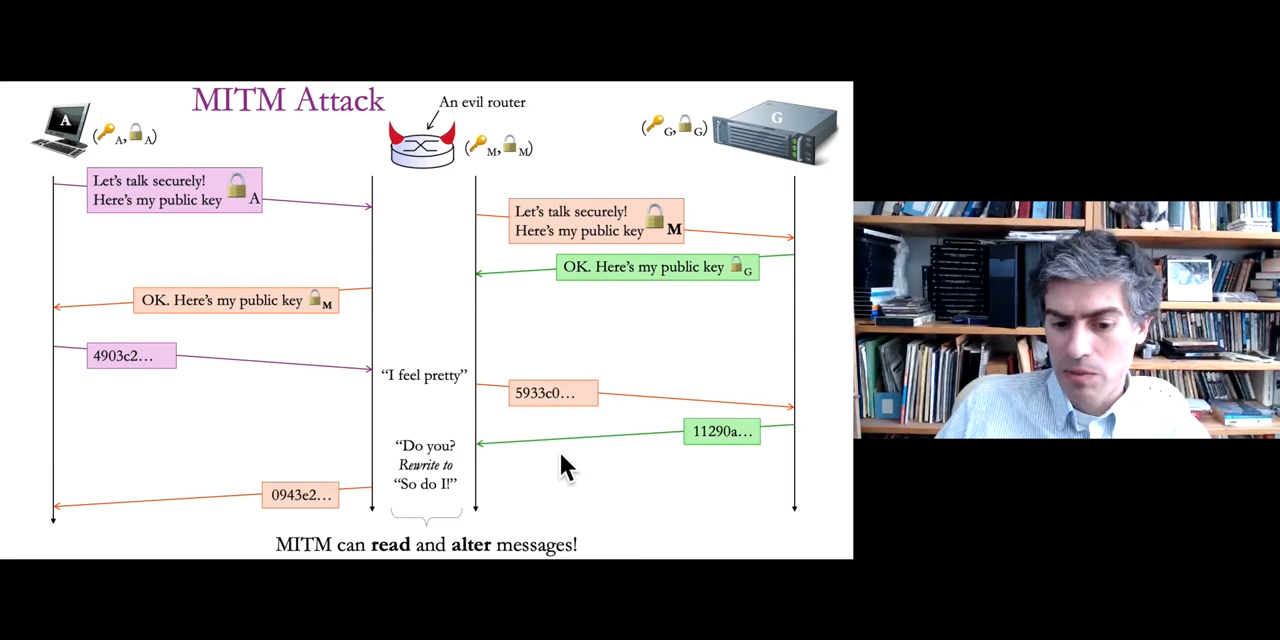 MITM Attack
An evil router
A
(A, A)
(M, M)
(G, G)
G
Let's talk securely!
Here's my public key A
Let's talk securely!
Here's my public key M
OK. Here's my public key G
OK. Here's my public key M
4903c2…
"I feel pretty"
5933c0…
11290a…
"Do you?
Rewrite to
"So do I!"
0943e2…
MITM can read and alter messages!